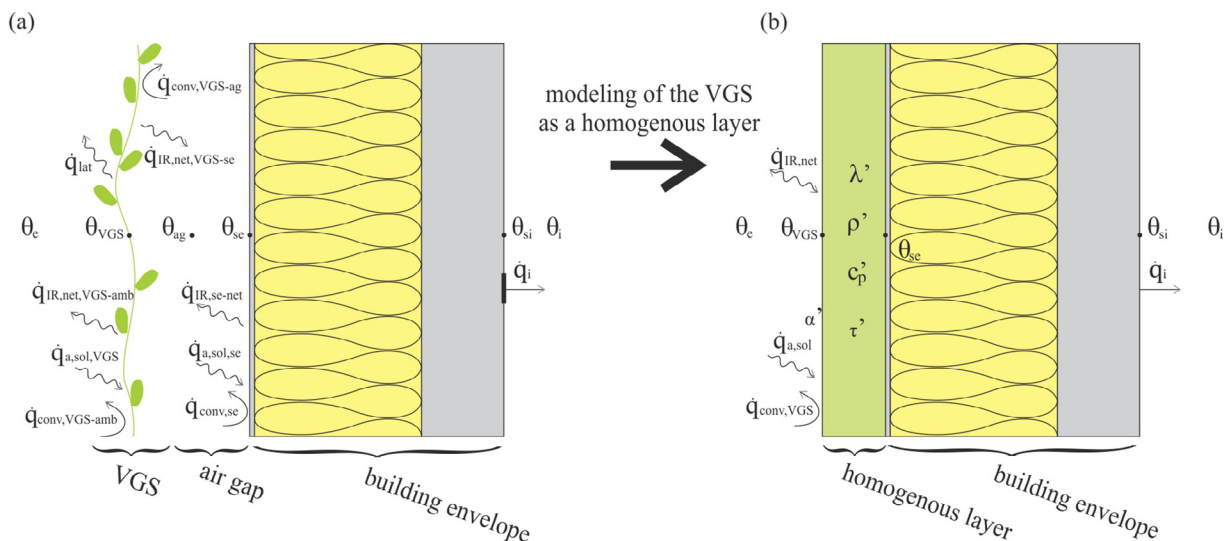 (a)
q̇conv,VGS-ag
q̇IR,net,VGS-se
q̇lat
θe
θVGS
θag
θse
θsi
θi
q̇i
q̇IR,net,VGS-amb
q̇IR,se-net
q̇a,sol,VGS
q̇a,sol,se
q̇conv,VGS-amb
q̇conv,se
VGS
air gap
building envelope
modeling of the VGS
as a homogenous layer
(b)
q̇IR,net
λ’
θe
θVGS
ρ’
θse
θsi
θi
cp’
q̇i
α’
τ’
q̇a,sol
q̇conv,VGS
homogenous layer
building envelope